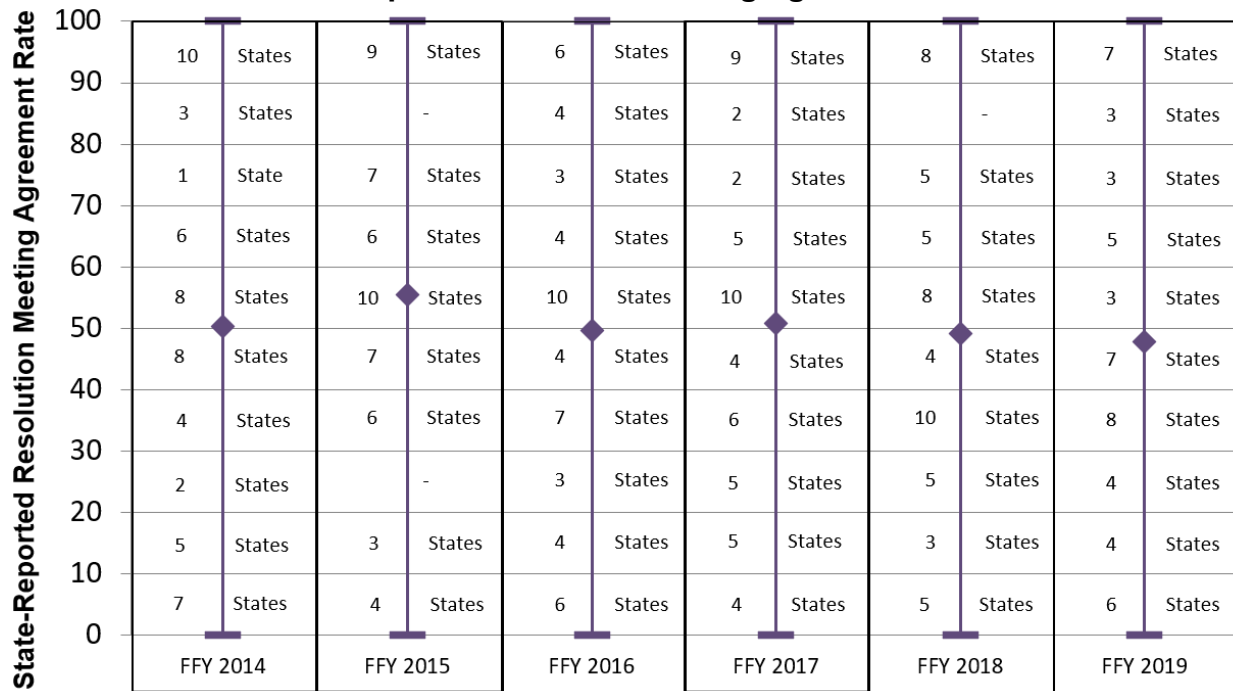 State-Reported Resolution Meeting Agreement Rate
100
10 States 9 States 6 States 9 States 8 States 7 States
90
3 States - 4 States 2 States - 3 States
80
1 State 7 States 3 States 2 States 5 States 3 States
70
6 States 6 States 4 States 5 States 5 States 5 States
60
8 States 10 States 10 States 10 States 8 States 3 States
50
8 States 7 States 4 States 4 States 4 States 7 States
40
4 States 6 States 7 States 6 States 10 States 8 States
30
2 States - 3 States 5 States 5 States 4 States
20
5 States 3 States 4 States 5 States 3 States 4 States
10
7 States 4 States 6 States 4 States 5 States 6 States
0
FFY 2014 FFY 2015 FFY 2016 FFY 2017 FFY 2018 FFY 2019